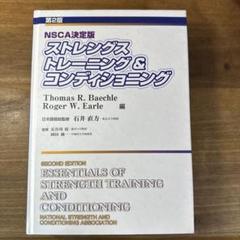 第2版
NSCA決定版
ストレングス
トレーニング&
コンディショニング
Thomas R. Baechle
Roger W. Earle 編
日本語版総監修 石井 直方
SECOND EDITION
ESSENTIALS OF
STRENGTH TRAINING
AND
CONDITIONING
NATIONAL STRENGTH AND
CONDITIONING ASSOCIATION